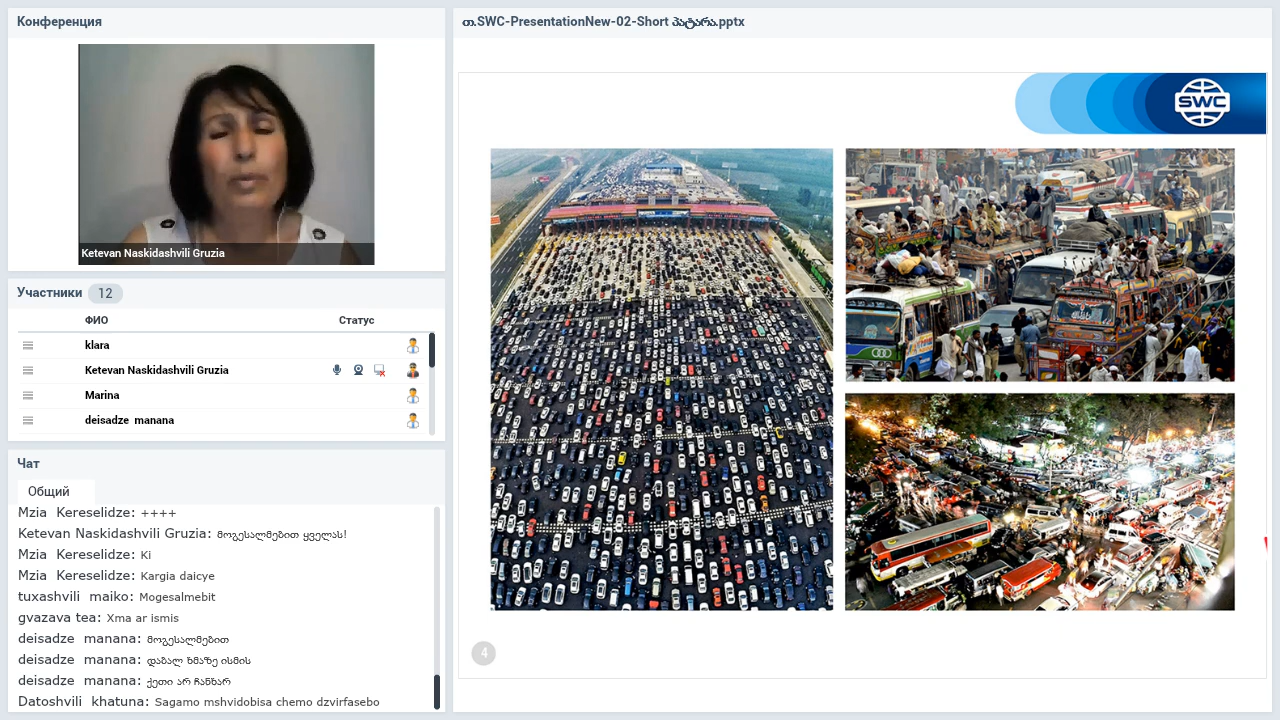 Конференция
Ketevan Naskidashvili Gruzia
Участники 12
ФИО Статус
klara
Ketevan Naskidashvili Gruzia
Marina
deisadze manana
Чат
Общий
Mzia Kereselidze: ++++
Ketevan Naskidashvili Gruzia: მოგესალმებით ყველას!
Mzia Kereselidze: Ki
Mzia Kereselidze: Kargia daicye
tuxashvili maiko: Mogesalmebit
gvazava tea: Xma ar ismis
deisadze manana: მოგესალმებით
deisadze manana: დაბალ ხმაზე ისმის
deisadze manana: ქეთი არ ჩანხარ
Datoshvili khatuna: Sagamo mshvidobisa chemo dzvirfasebo
თ.SWC-PresentationNew-02-Short პატარა.pptx
SWC
4